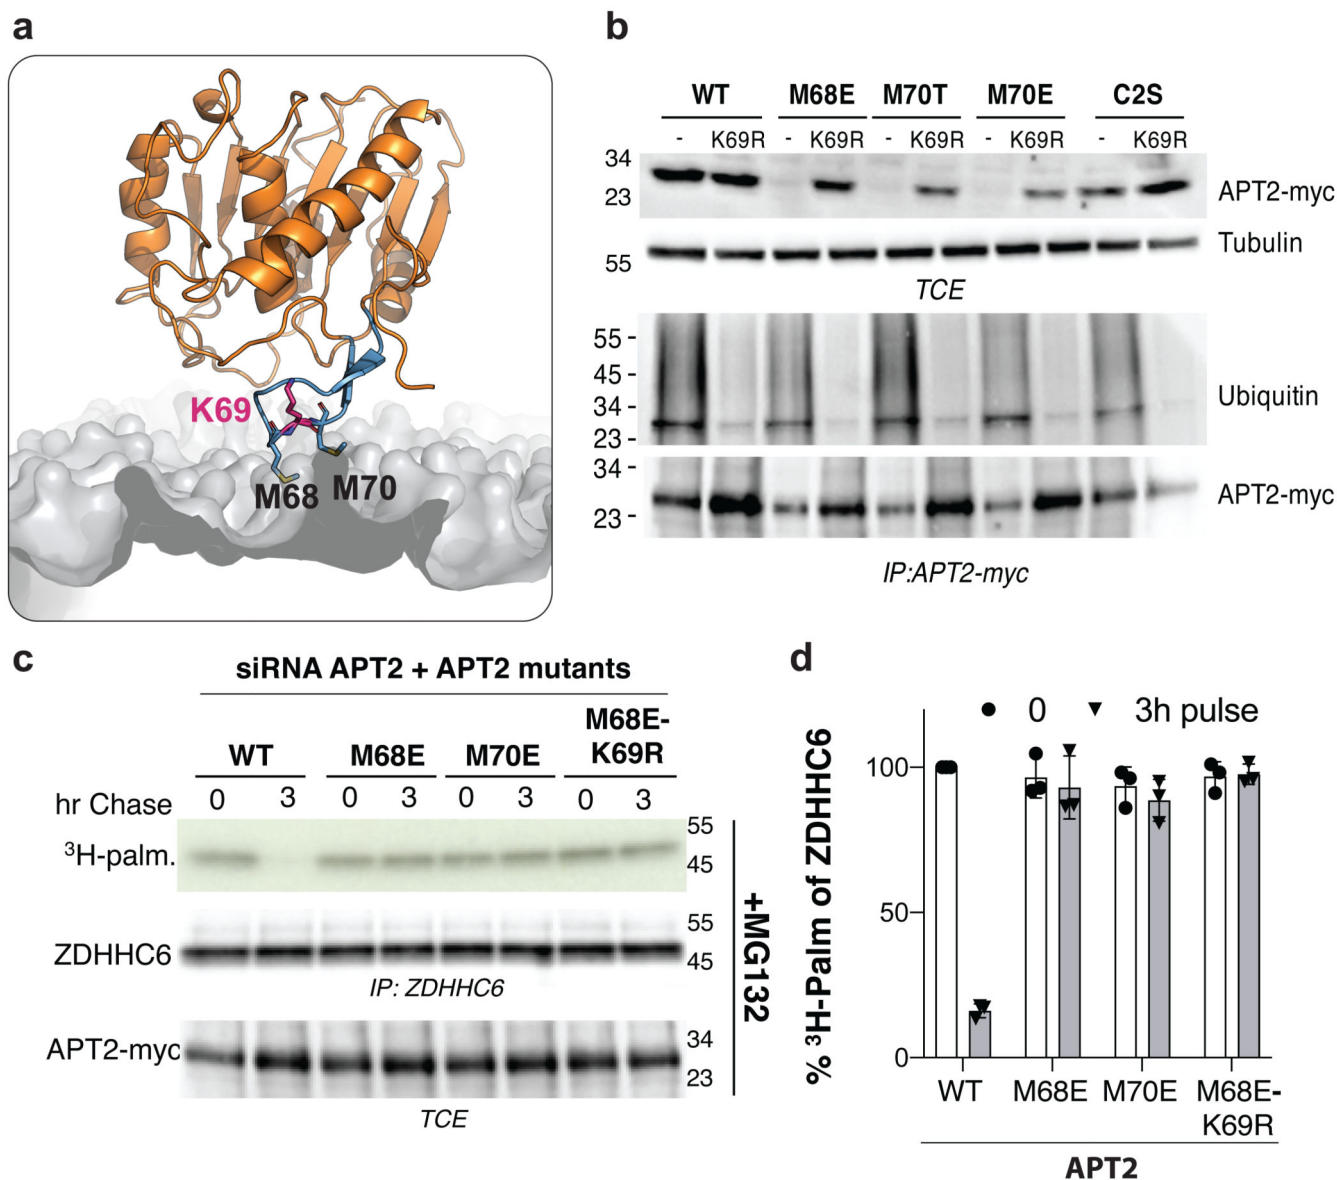 a
K69
M68 M70
b
WT M68E M70T M70E C2S
- K69R - K69R - K69R - K69R - K69R
34
23
APT2-myc
Tubulin
55
TCE
55 -
45 -
34 -
23 -
Ubiquitin
34 -
23 -
APT2-myc
IP:APT2-myc
c
siRNA APT2 + APT2 mutants
WT M68E M70E M68E-
K69R
hr Chase 0 3 0 3 0 3 0 3
³H-palm.
55
45
ZDHHC6
55
45
IP: ZDHHC6
APT2-myc
34
23
TCE
+MG132
d
0 3h pulse
% ³H-Palm of ZDHHC6
100
50
0
WT M68E M70E M68E-
K69R
APT2